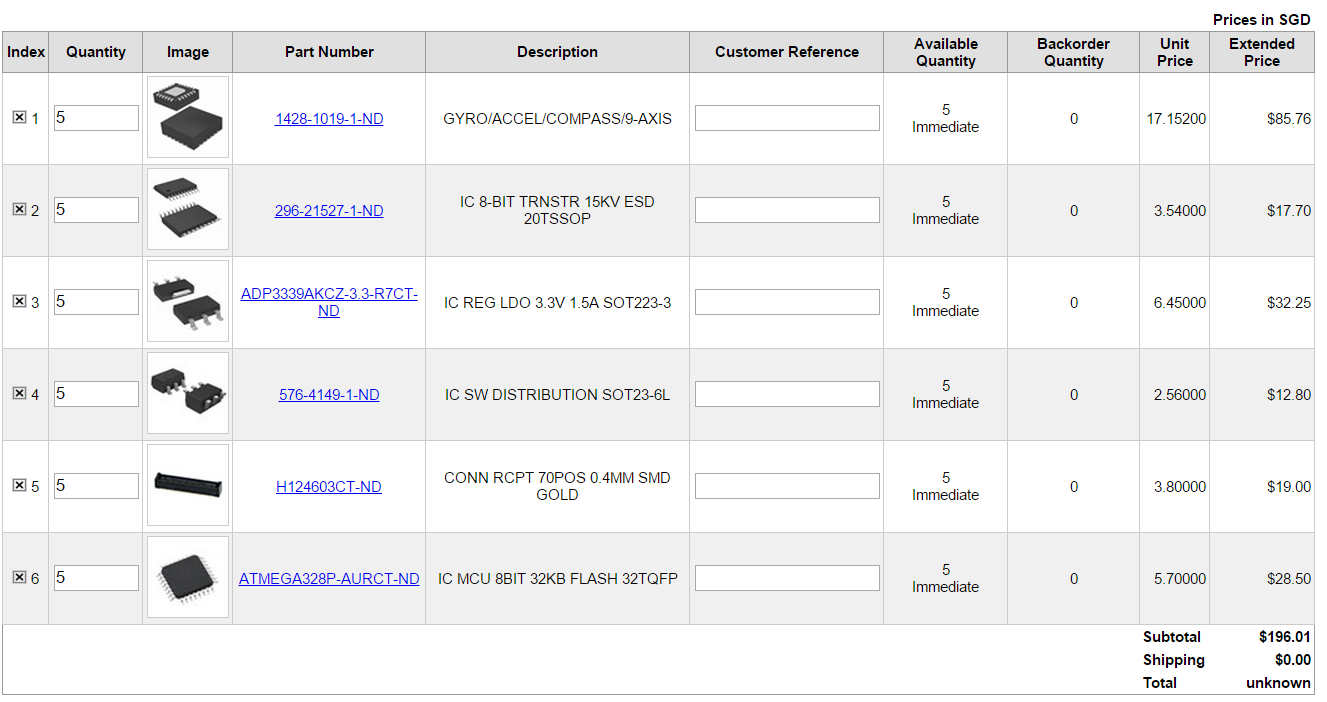 Prices in SGD
Index Quantity Image Part Number Description Customer Reference Available Quantity Backorder Quantity Unit Price Extended Price
1 5 1428-1019-1-ND GYRO/ACCEL/COMPASS/9-AXIS 5 Immediate 0 17.15200 $85.76
2 5 296-21527-1-ND IC 8-BIT TRNSTR 15KV ESD 20TSSOP 5 Immediate 0 3.54000 $17.70
3 5 ADP3339AKCZ-3.3-R7CT-ND IC REG LDO 3.3V 1.5A SOT223-3 5 Immediate 0 6.45000 $32.25
4 5 576-4149-1-ND IC SW DISTRIBUTION SOT23-6L 5 Immediate 0 2.56000 $12.80
5 5 H124603CT-ND CONN RCPT 70POS 0.4MM SMD GOLD 5 Immediate 0 3.80000 $19.00
6 5 ATMEGA328P-AURCT-ND IC MCU 8BIT 32KB FLASH 32TQFP 5 Immediate 0 5.70000 $28.50
Subtotal $196.01
Shipping $0.00
Total unknown